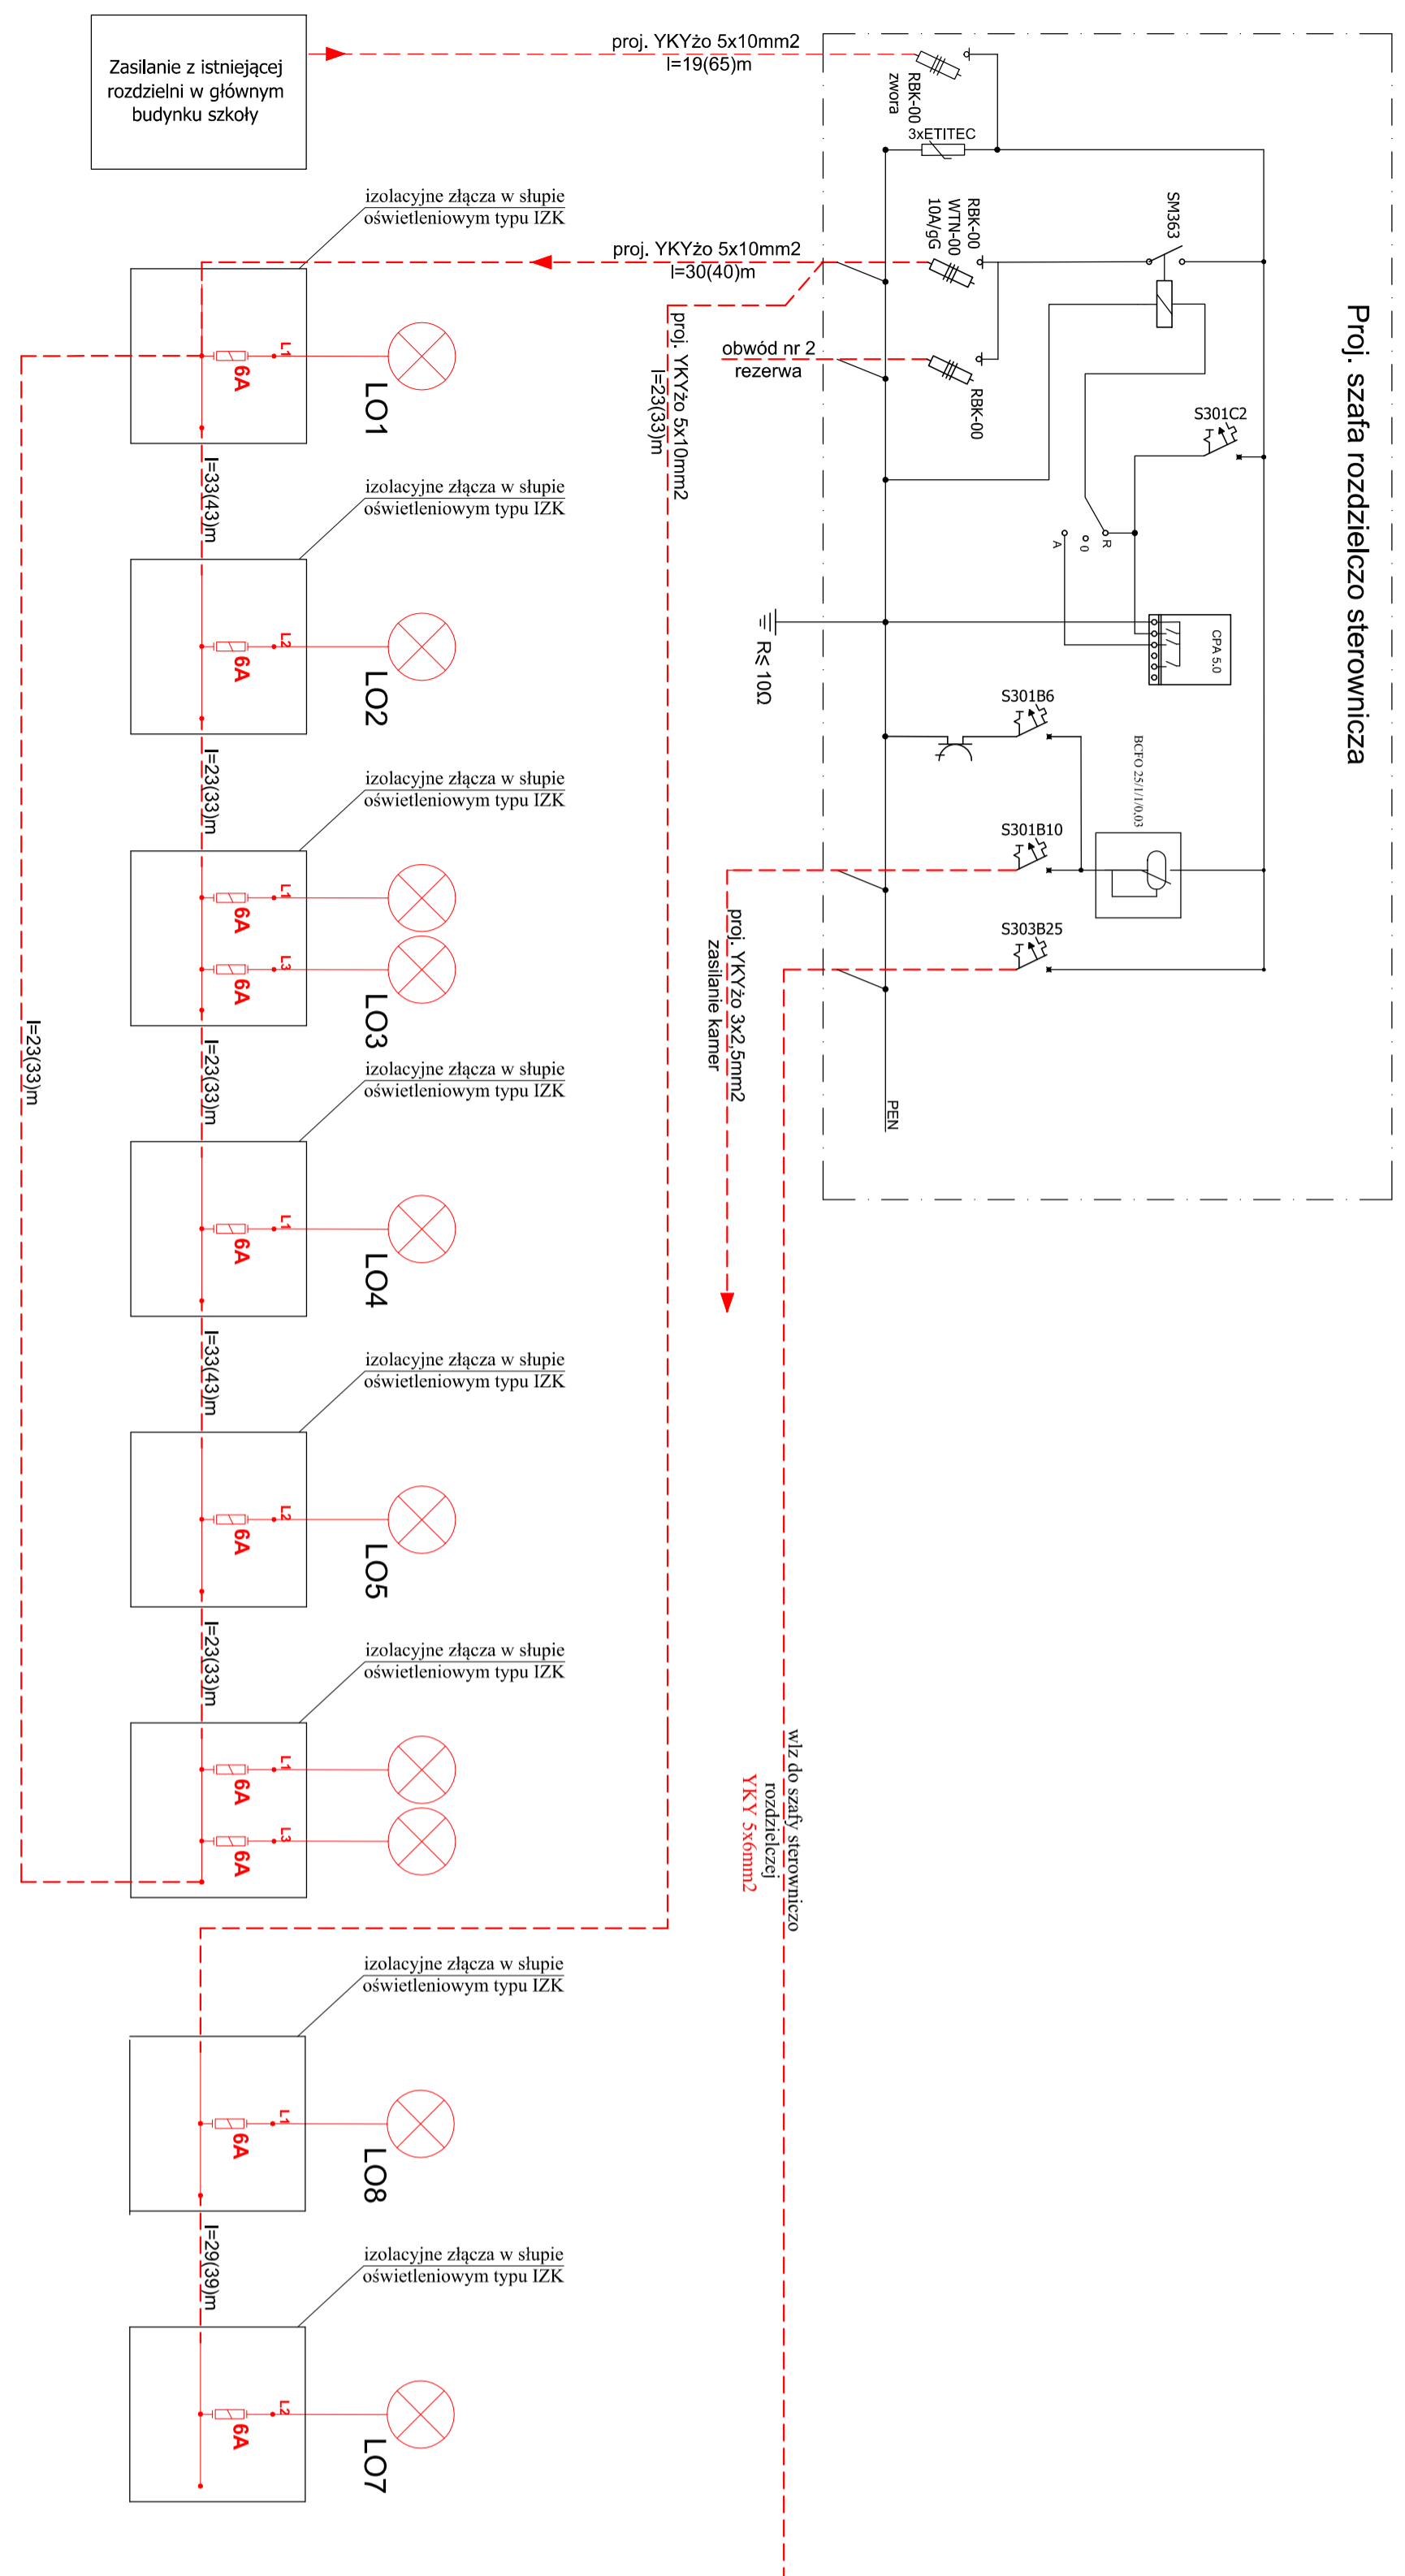 Zasilanie z istniejącej
rozdzielni w głównym
budynku szkoły
proj. YKYżo 5x10mm2
l=19(65)m
RBK-00
zwora
3xETITEC
SM363
RBK-00
WTN-00
10A/gG
proj. YKYżo 5x10mm2
l=30(40)m
proj. YKYżo 5x10mm2
l=23(33)m
obwód nr 2
rezerwa
RBK-00
S301C2
Proj. szafa rozdzielczo sterownicza
A
0
R
CPA 5.0
R≤ 10Ω
S301B6
BCFO 25/1/1/0,03
S301B10
S303B25
proj. YKYżo 3x2,5mm2
zasilanie kamer
PEN
wlz do szafy sterowniczo
rozdzielczej
YKY 5x6mm2
izolacyjne złącza w słupie
oświetleniowym typu IZK
L1
6A
LO1
l=33(43)m
izolacyjne złącza w słupie
oświetleniowym typu IZK
L2
6A
LO2
l=23(33)m
izolacyjne złącza w słupie
oświetleniowym typu IZK
L1
6A
L3
6A
LO3
l=23(33)m
l=23(33)m
izolacyjne złącza w słupie
oświetleniowym typu IZK
L1
6A
LO4
l=33(43)m
izolacyjne złącza w słupie
oświetleniowym typu IZK
L2
6A
LO5
l=23(33)m
izolacyjne złącza w słupie
oświetleniowym typu IZK
L1
6A
L3
6A
izolacyjne złącza w słupie
oświetleniowym typu IZK
L1
6A
LO8
l=29(39)m
izolacyjne złącza w słupie
oświetleniowym typu IZK
L2
6A
LO7